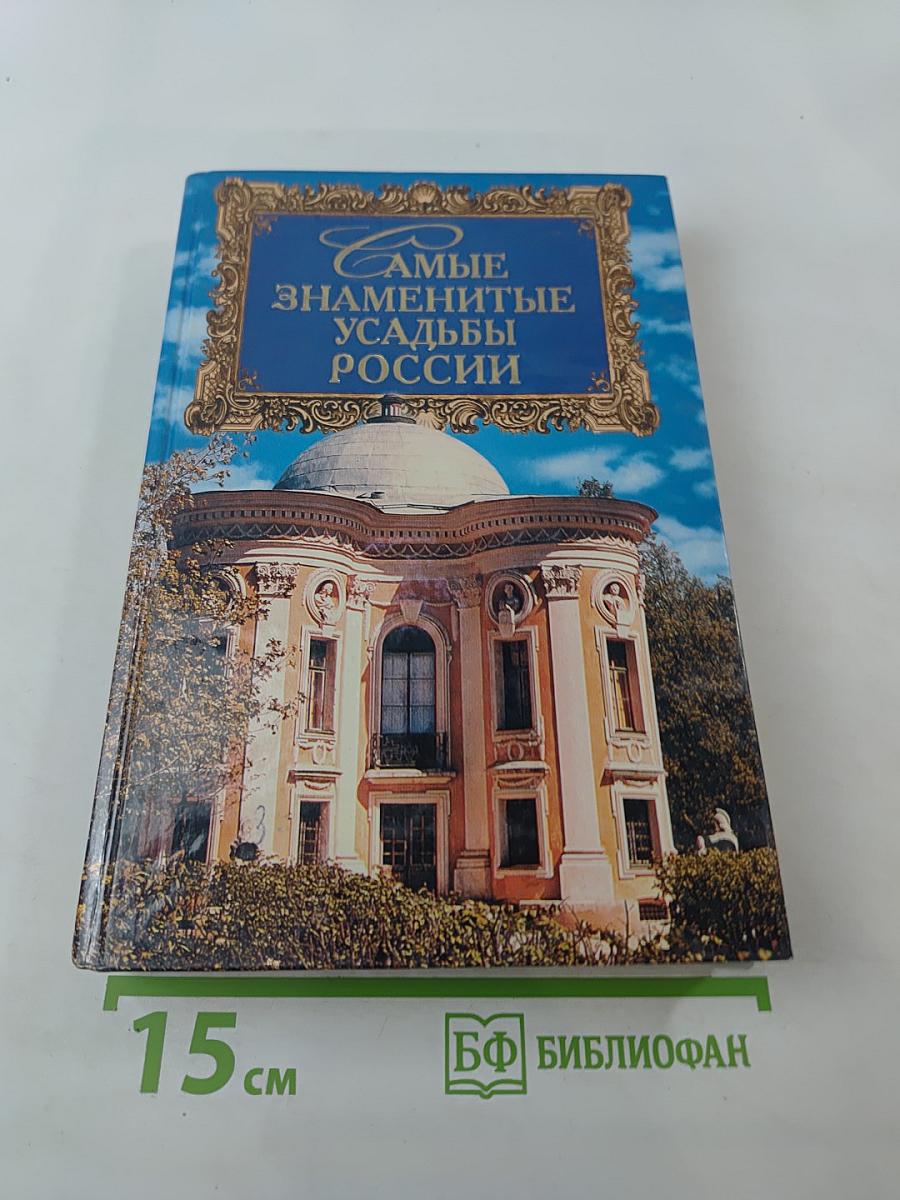 Самые
знаменитые
усадьбы
России
15 см
БФ БИБЛИОФАН